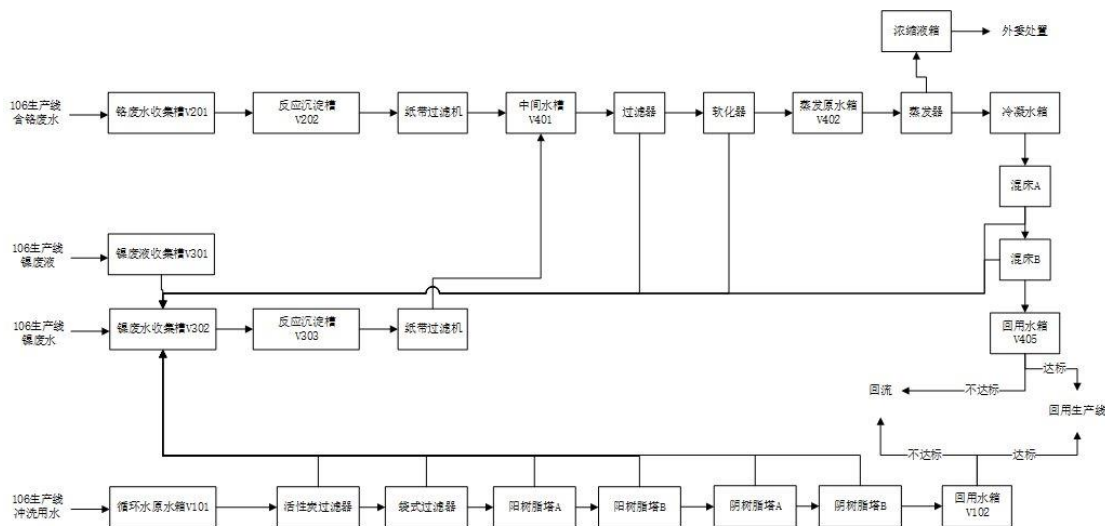 浓缩液箱
外委处置
106生产线
含铬废水
铬废水收集槽V201
反应沉淀槽
V202
纸带过滤机
中间水槽
V401
过滤器
软化器
蒸发原水箱
V402
蒸发器
冷凝水箱
混床A
106生产线
镍废液
镍废液收集槽V301
混床B
106生产线
镍废水
镍废水收集槽V302
反应沉淀槽
V303
纸带过滤机
回用水箱
V405
达标
回流
不达标
回用生产线
不达标
达标
106生产线
冲洗用水
循环水原水箱V101
活性炭过滤器
袋式过滤器
阳树脂塔A
阳树脂塔B
阴树脂塔A
阴树脂塔B
回用水箱
V102